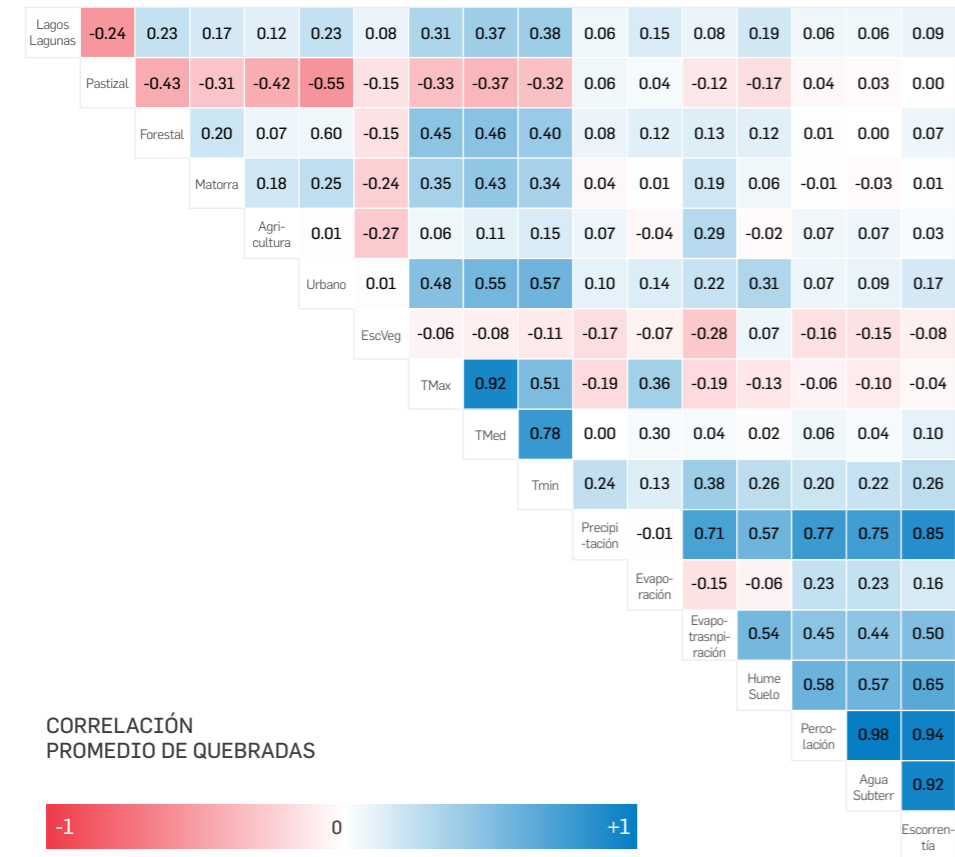 Lagos
Lagunas -0.24 0.23 0.17 0.12 0.23 0.08 0.31 0.37 0.38 0.06 0.15 0.08 0.19 0.06 0.06 0.09
Pastizal -0.43 -0.31 -0.42 -0.55 -0.15 -0.33 -0.37 -0.32 0.06 0.04 -0.12 -0.17 0.04 0.03 0.00
Forestal 0.20 0.07 0.60 -0.15 0.45 0.46 0.40 0.08 0.12 0.13 0.12 0.01 0.00 0.07
Matorra 0.18 0.25 -0.24 0.35 0.43 0.34 0.04 0.01 0.19 0.06 -0.01 -0.03 0.01
Agri-
cultura 0.01 -0.27 0.06 0.11 0.15 0.07 -0.04 0.29 -0.02 0.07 0.07 0.03
Urbano 0.01 0.48 0.55 0.57 0.10 0.14 0.22 0.31 0.07 0.09 0.17
EscVeg -0.06 -0.08 -0.11 -0.17 -0.07 -0.28 0.07 -0.16 -0.15 -0.08
TMax 0.92 0.51 -0.19 0.36 -0.19 -0.13 -0.06 -0.10 -0.04
TMed 0.78 0.00 0.30 0.04 0.02 0.06 0.04 0.10
Tmin 0.24 0.13 0.38 0.26 0.20 0.22 0.26
Precipi
-tación -0.01 0.71 0.57 0.77 0.75 0.85
Evapo-
ración -0.15 -0.06 0.23 0.23 0.16
Evapo-
trasnpi-
ración 0.54 0.45 0.44 0.50
Hume
Suelo 0.58 0.57 0.65
Perco-
lación 0.98 0.94
Agua
Subterr 0.92
Escorren-
tía
CORRELACIÓN
PROMEDIO DE QUEBRADAS
-1 0 +1